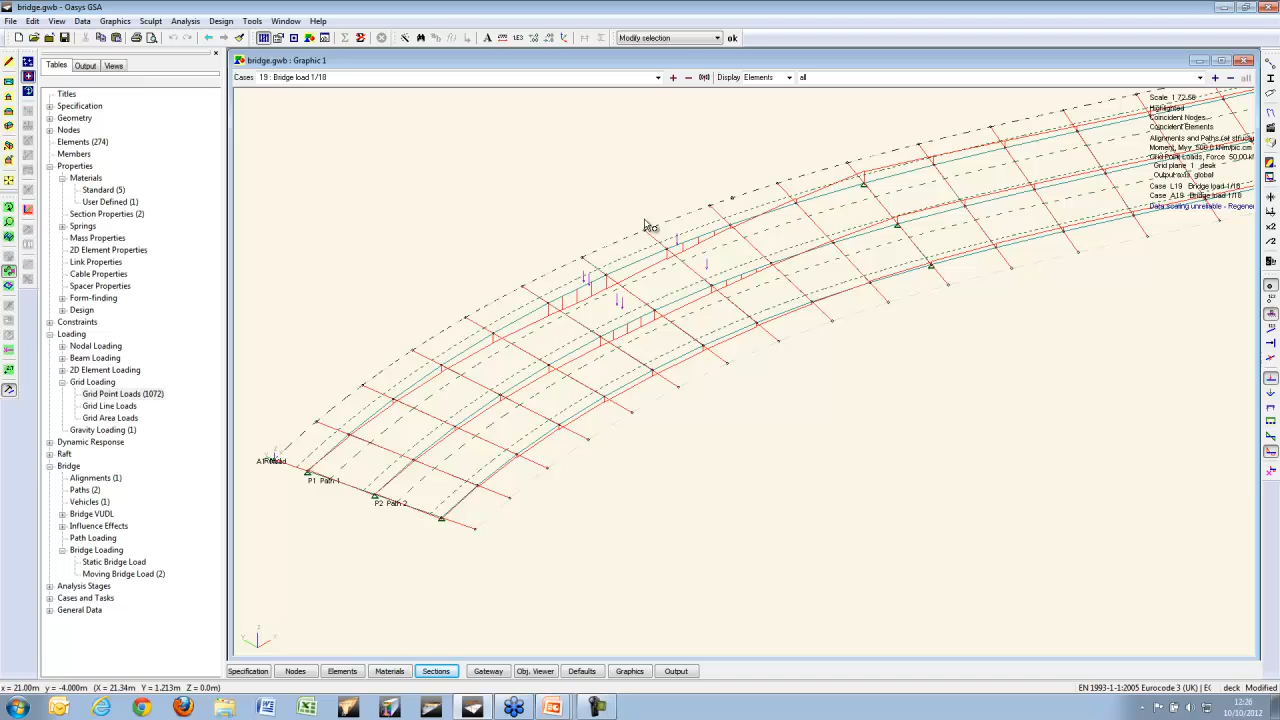 bridge.gwb - Oasys GSA
File Edit View Data Graphics Sculpt Analysis Design Tools Window Help
Modify selection ok
Tables Output Views
bridge.gwb : Graphic 1
Cases 19 : Bridge load 1/18 Display Elements all
Titles
Specification
Geometry
Nodes
Elements (274)
Members
Properties
Materials
Standard (5)
User Defined (1)
Section Properties (2)
Springs
Mass Properties
2D Element Properties
Link Properties
Cable Properties
Spacer Properties
Form-finding
Design
Constraints
Loading
Nodal Loading
Beam Loading
2D Element Loading
Grid Loading
Grid Point Loads (1072)
Grid Line Loads
Grid Area Loads
Gravity Loading (1)
Dynamic Response
Raft
Bridge
Alignments (1)
Paths (2)
Vehicles (1)
Bridge VUDL
Influence Effects
Path Loading
Bridge Loading
Static Bridge Load
Moving Bridge Load (2)
Analysis Stages
Cases and Tasks
General Data
Highlighted
Coincident Nodes
Coincident Elements
Grid plane 1 deck
Output axis global
Case L19 Bridge load 1/18
Case A19 Bridge load 1/18
P1 Path 1
P2 Path 2
Specification Nodes Elements Materials Sections Gateway Obj. Viewer Defaults Graphics Output
x = 21.00m y = -4.000m (X = 21.34m Y = 1.213m Z = 0.0m) EN 1993-1-1:2005 Eurocode 3 (UK) deck Modified
12:26
10/10/2012